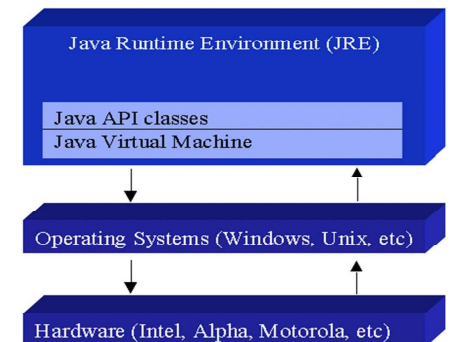 Java Runtime Environment (JRE)
Java API classes
Java Virtual Machine
Operating Systems (Windows, Unix, etc)
Hardware (Intel, Alpha, Motorola, etc)